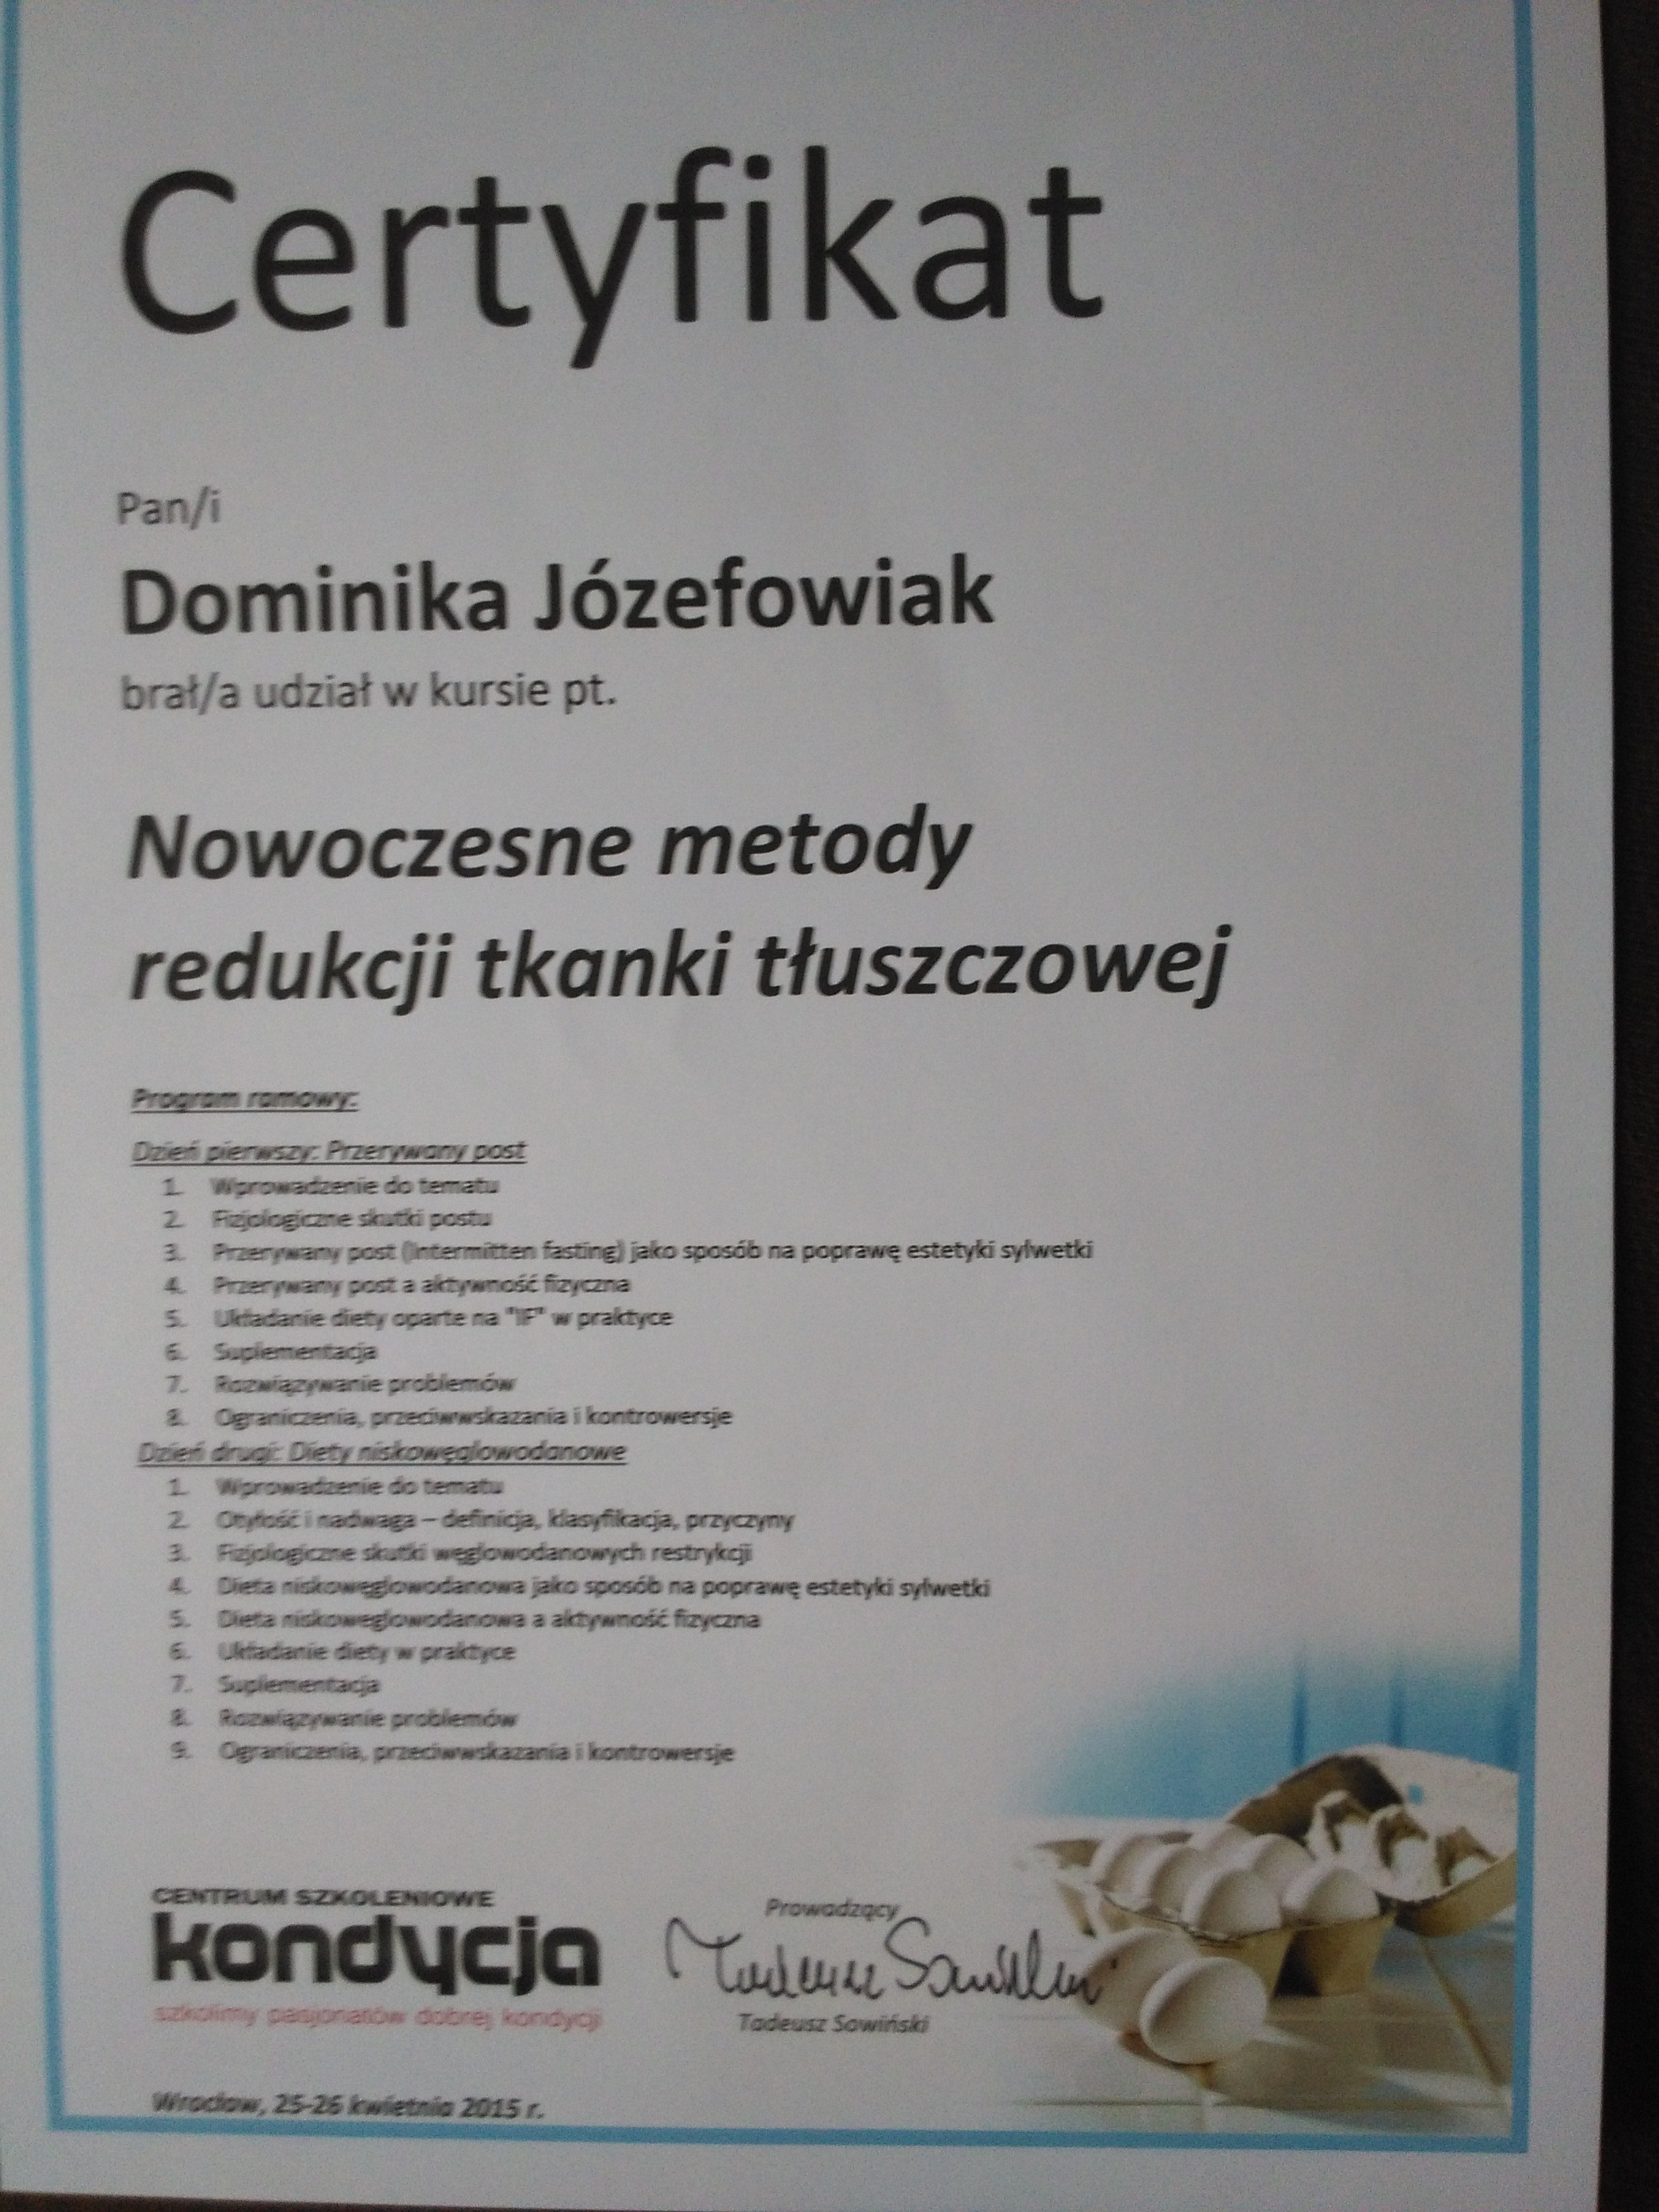 Certyfikat
Pan/i
Dominika Józefowiak
brał/a udział w kursie pt.
Nowoczesne metody
redukcji tkanki tłuszczowej
Program ramowy:
Dzień pierwszy: Przerywany post
1. Wprowadzenie do tematu
2. Fizjologiczne skutki postu
3. Przerywany post (Intermitten fasting) jako sposób na poprawę estetyki sylwetki
4. Przerywany post a aktywność fizyczna
5. Układanie diety oparte na "IF" w praktyce
6. Suplementacja
7. Rozwiązywanie problemów
8. Ograniczenia, przeciwwskazania i kontrowersje
Dzień drugi: Diety niskowęglowodanowe
1. Wprowadzenie do tematu
2. Otyłość i nadwaga – definicja, klasyfikacja, przyczyny
3. Fizjologiczne skutki węglowodanowych restrykcji
4. Dieta niskowęglowodanowa jako sposób na poprawę estetyki sylwetki
5. Dieta niskoweglowodanowa a aktywność fizyczna
6. Układanie diety w praktyce
7. Suplementacja
8. Rozwiązywanie problemów
9. Ograniczenia, przeciwwskazania i kontrowersje
CENTRUM SZKOLENIOWE
kondycja
szkolimy pasjonatów dobrej kondycji
Prowadzący
Tadeusz Sowiński
Tadeusz Sowiński
Wrocław, 25-26 kwietnia 2015 r.